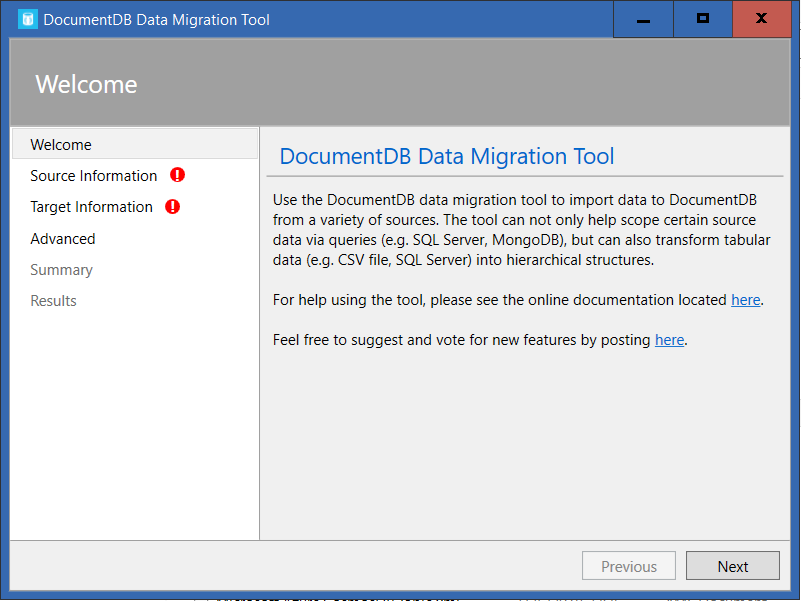 DocumentDB Data Migration Tool
Welcome
Welcome
Source Information
Target Information
Advanced
Summary
Results
DocumentDB Data Migration Tool
Use the DocumentDB data migration tool to import data to DocumentDB
from a variety of sources. The tool can not only help scope certain source
data via queries (e.g. SQL Server, MongoDB), but can also transform tabular
data (e.g. CSV file, SQL Server) into hierarchical structures.
For help using the tool, please see the online documentation located here.
Feel free to suggest and vote for new features by posting here.
Previous
Next